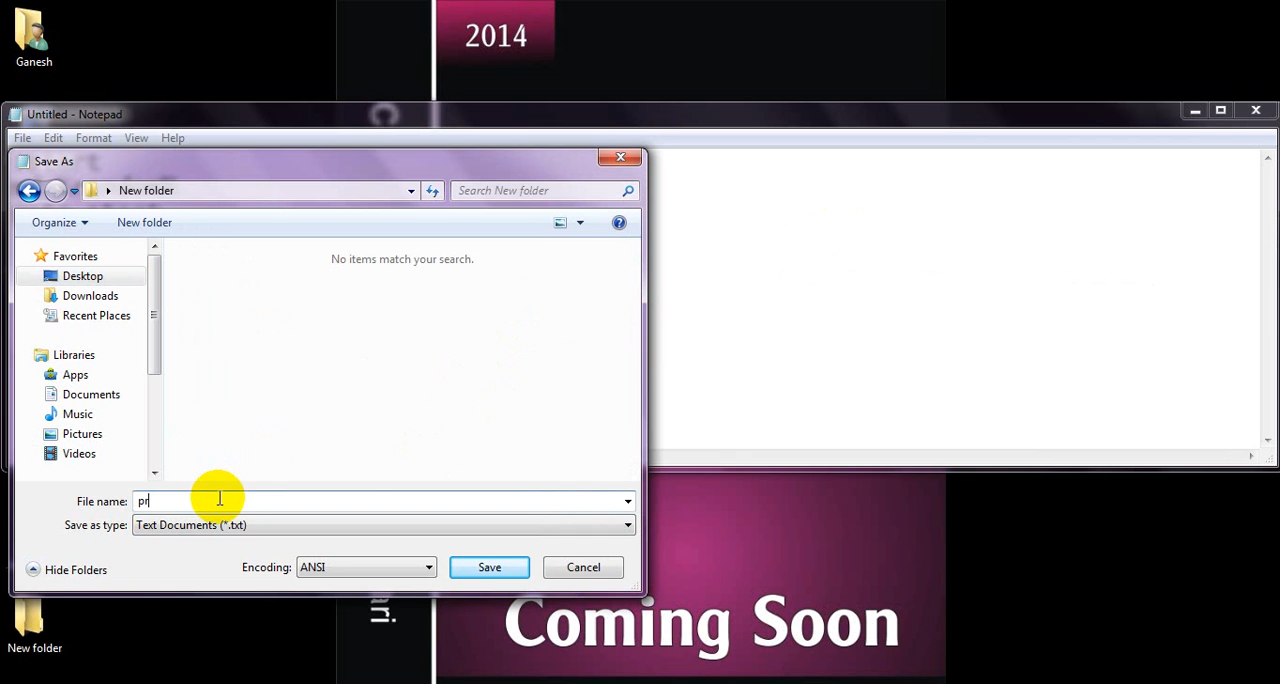 Ganesh
2014
Untitled - Notepad
File Edit Format View Help
Save As
New folder
Search New folder
Organize New folder
No items match your search.
Favorites
Desktop
Downloads
Recent Places
Libraries
Apps
Documents
Music
Pictures
Videos
File name: pr
Save as type: Text Documents (*.txt)
Hide Folders
Encoding: ANSI
Save
Cancel
New folder
Coming Soon